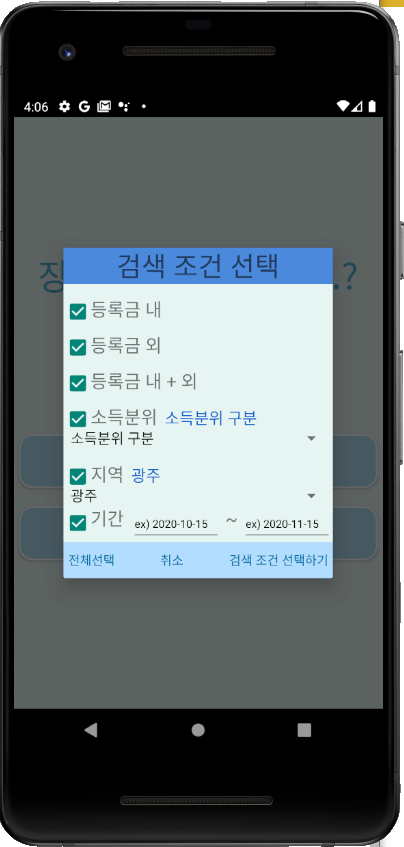 4:06
장
.?
검색 조건 선택
등록금 내
등록금 외
등록금 내 + 외
소득분위 소득분위 구분
소득분위 구분
지역 광주
광주
기간 ex) 2020-10-15 ~ ex) 2020-11-15
전체선택 취소 검색 조건 선택하기